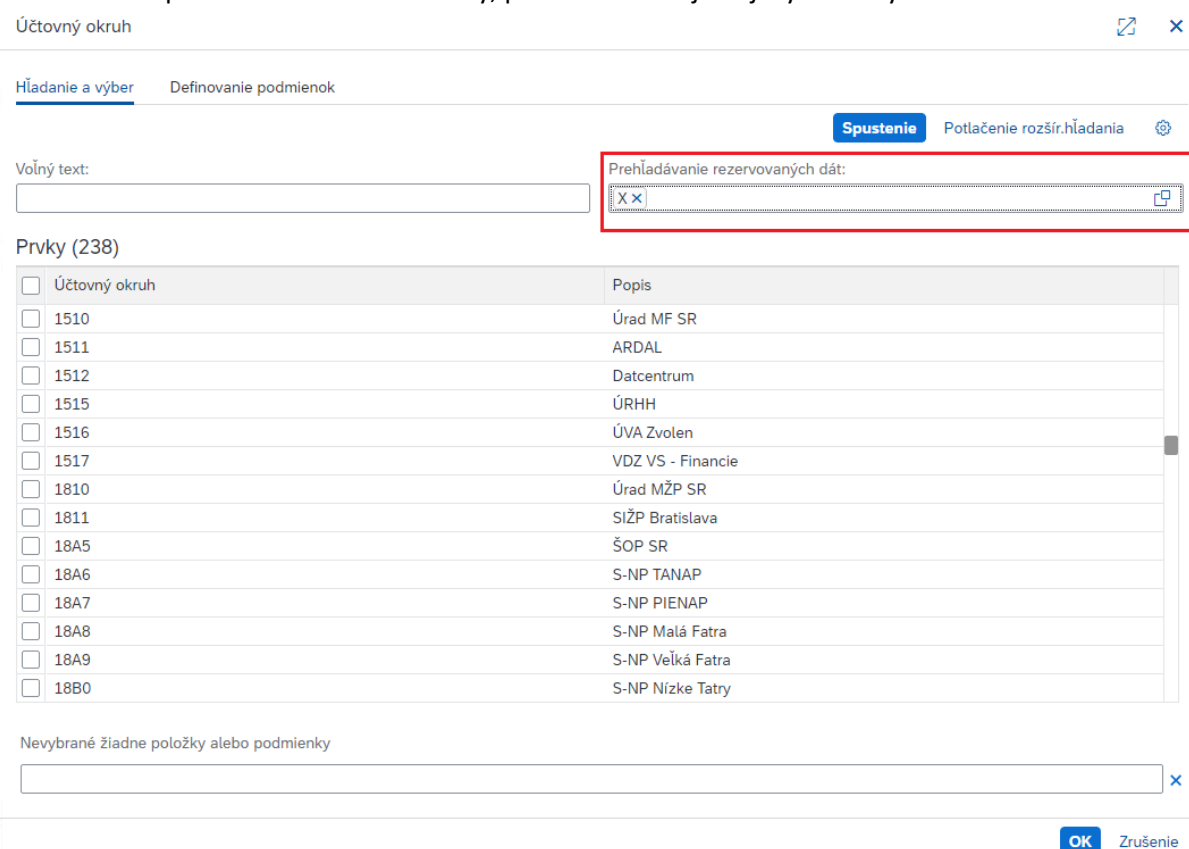 Účtovný okruh
Hľadanie a výber Definovanie podmienok
Spustenie Potlačenie rozšír.hľadania
Voľný text: Prehľadávanie rezervovaných dát:
X
Prvky (238)
Účtovný okruh Popis
1510 Úrad MF SR
1511 ARDAL
1512 Datcentrum
1515 ÚRHH
1516 ÚVA Zvolen
1517 VDZ VS - Financie
1810 Úrad MŽP SR
1811 SIŽP Bratislava
18A5 ŠOP SR
18A6 S-NP TANAP
18A7 S-NP PIENAP
18A8 S-NP Malá Fatra
18A9 S-NP Veľká Fatra
18B0 S-NP Nízke Tatry
Nevybrané žiadne položky alebo podmienky
OK Zrušenie